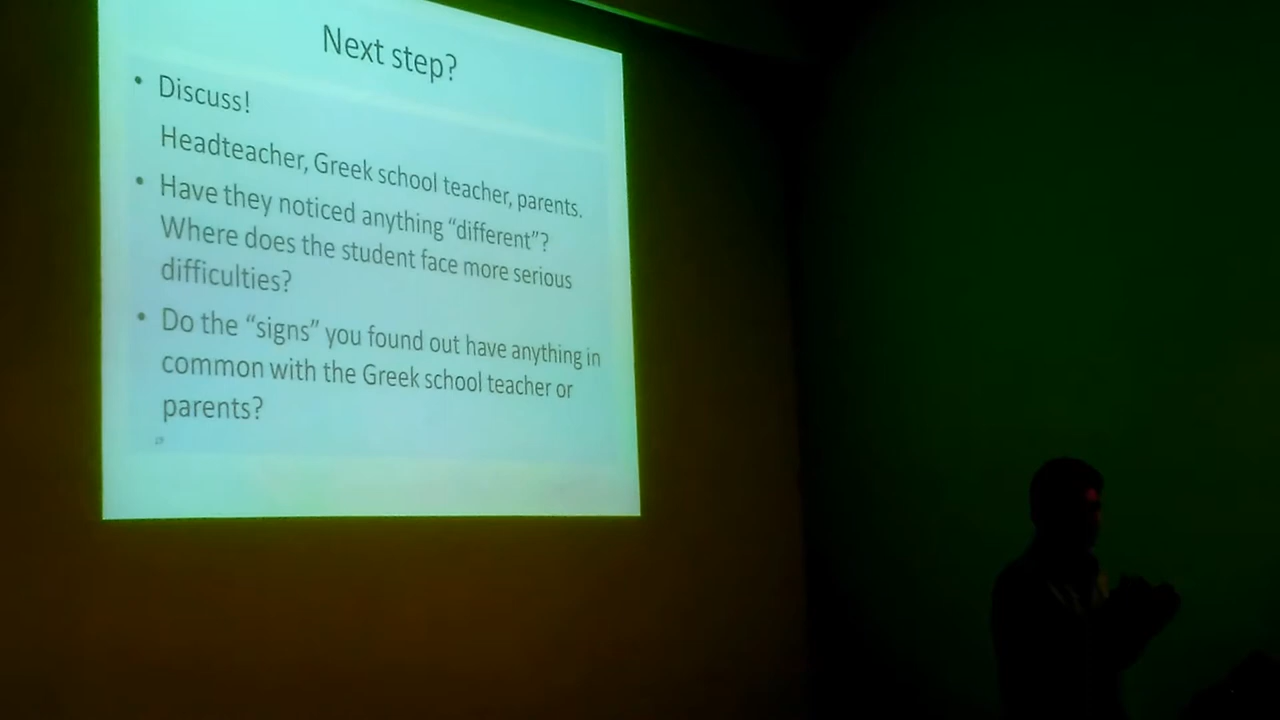 Next step?
• Discuss!
Headteacher, Greek school teacher, parents.
• Have they noticed anything “different”?
Where does the student face more serious
difficulties?
• Do the “signs” you found out have anything in
common with the Greek school teacher or
parents?